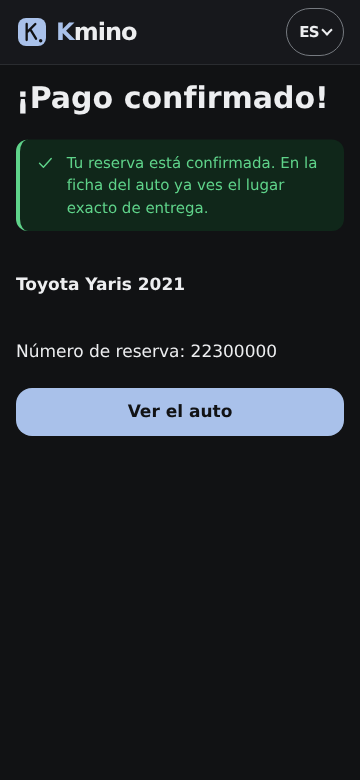 K. Kmino
ES
¡Pago confirmado!
Tu reserva está confirmada. En la
ficha del auto ya ves el lugar
exacto de entrega.
Toyota Yaris 2021
Número de reserva: 22300000
Ver el auto